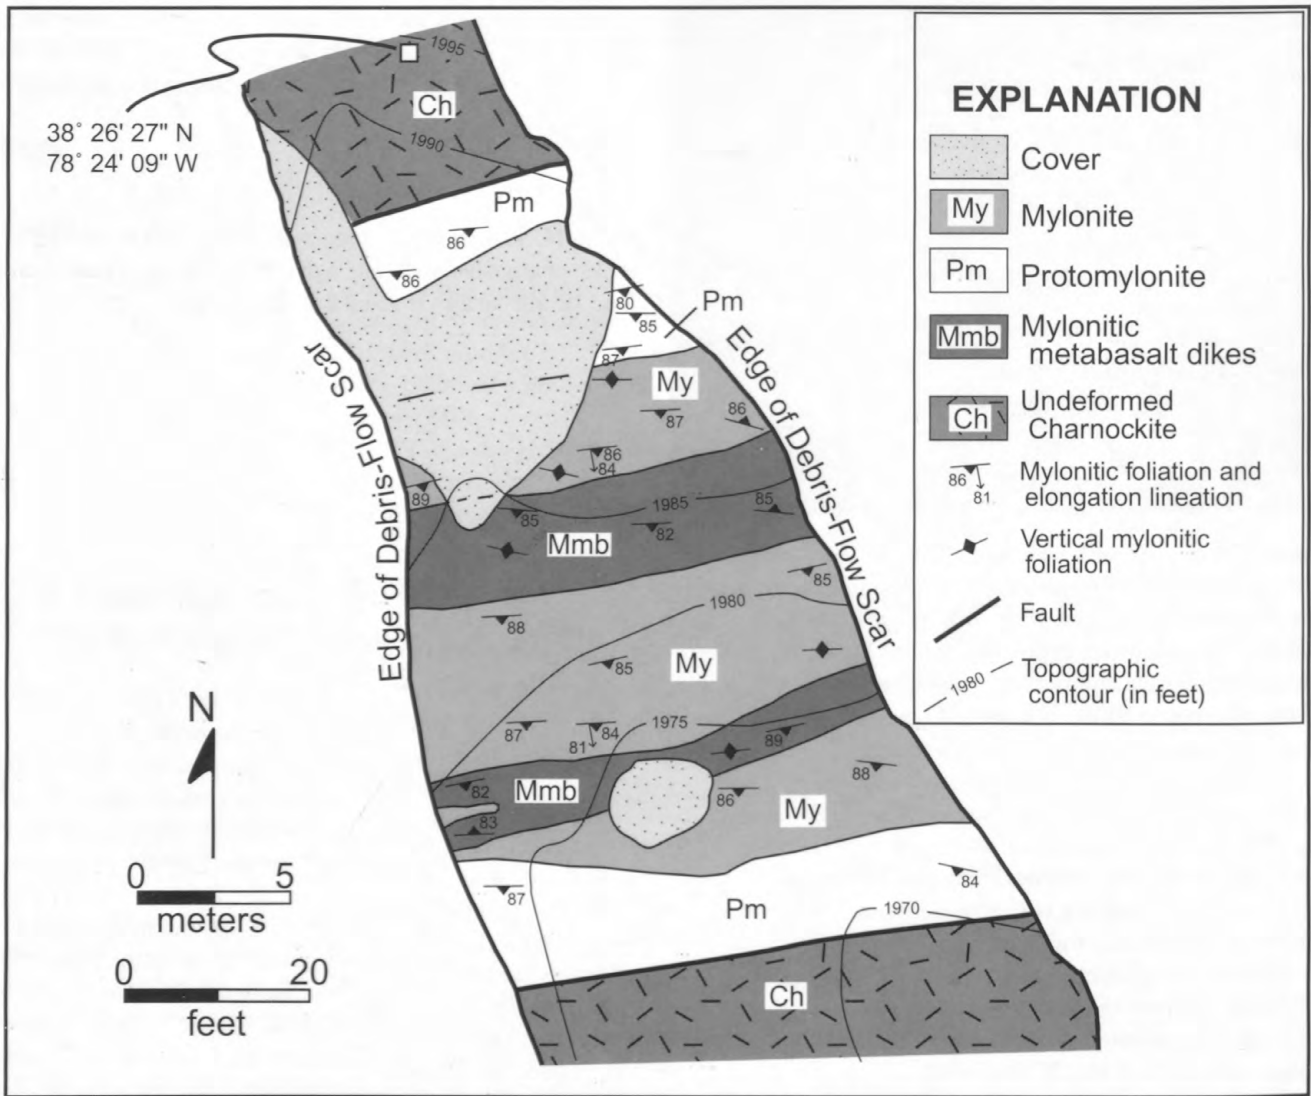 1995
Ch
38° 26' 27" N
78° 24' 09" W
1990
Pm
86
86
80
85
Pm
87
My
87
86
86
84
89
Edge of Debris-Flow Scar
Edge of Debris-Flow Scar
1985
85
85
82
Mmb
85
1980
88
85
My
1975
87
84
81
89
88
82
Mmb
86
My
83
87
84
Pm
1970
Ch
N
0 5
meters
0 20
feet
EXPLANATION
Cover
My Mylonite
Pm Protomylonite
Mmb Mylonitic
metabasalt dikes
Ch Undeformed
Charnockite
86 81 Mylonitic foliation and
elongation lineation
Vertical mylonitic
foliation
Fault
1980 Topographic
contour (in feet)